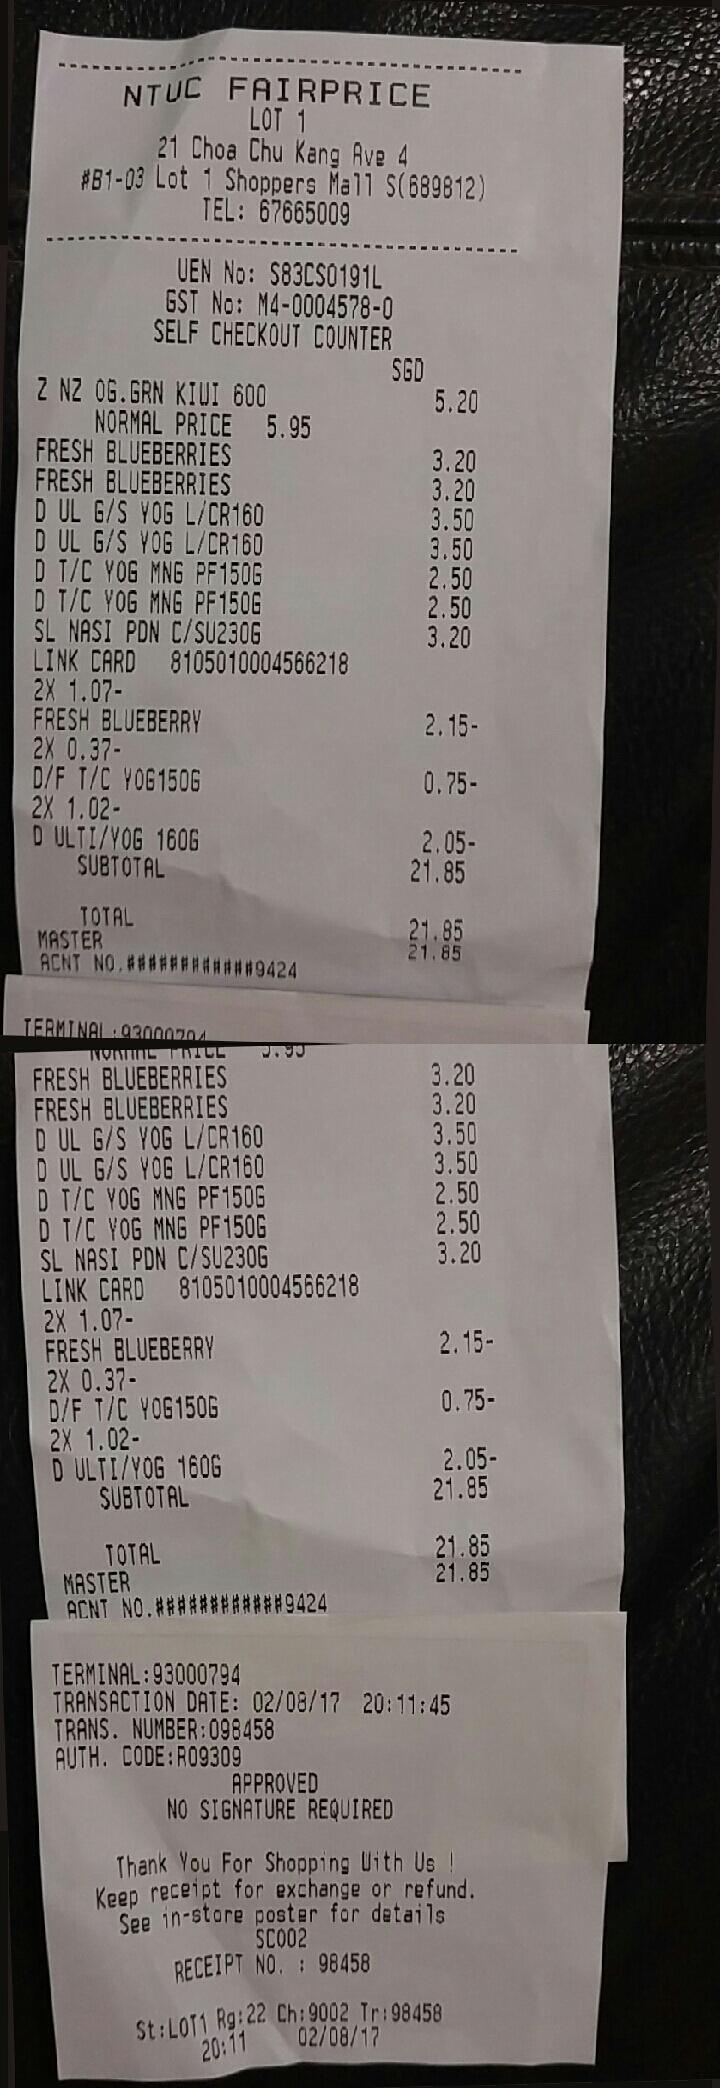 NTUC FAIRPRICE
LOT 1
21 Choa Chu Kang Ave 4
#B1-03 Lot 1 Shoppers Mall S(689812)
TEL: 67665009
UEN No: S83CS0191L
GST No: M4-0004578-0
SELF CHECKOUT COUNTER
SGD
Z NZ OG.GRN KIWI 600 5.20
NORMAL PRICE 5.95
FRESH BLUEBERRIES 3.20
FRESH BLUEBERRIES 3.20
D UL G/S YOG L/CR160 3.50
D UL G/S YOG L/CR160 3.50
D T/C YOG MNG PF150G 2.50
D T/C YOG MNG PF150G 2.50
SL NASI PDN C/SU230G 3.20
LINK CARD 8105010004566218
2X 1.07-
FRESH BLUEBERRY 2.15-
2X 0.37-
D/F T/C YOG150G 0.75-
2X 1.02-
D ULTI/YOG 160G 2.05-
SUBTOTAL 21.85
TOTAL 21.85
MASTER 21.85
ACNT NO.############9424
TERMINAL:93000794
NORMAL PRICE 5.95
FRESH BLUEBERRIES 3.20
FRESH BLUEBERRIES 3.20
D UL G/S YOG L/CR160 3.50
D UL G/S YOG L/CR160 3.50
D T/C YOG MNG PF150G 2.50
D T/C YOG MNG PF150G 2.50
SL NASI PDN C/SU230G 3.20
LINK CARD 8105010004566218
2X 1.07-
FRESH BLUEBERRY 2.15-
2X 0.37-
D/F T/C YOG150G 0.75-
2X 1.02-
D ULTI/YOG 160G 2.05-
SUBTOTAL 21.85
TOTAL 21.85
MASTER 21.85
ACNT NO.############9424
TERMINAL:93000794
TRANSACTION DATE: 02/08/17 20:11:45
TRANS. NUMBER:098458
AUTH. CODE:R09309
APPROVED
NO SIGNATURE REQUIRED
Thank You For Shopping With Us !
Keep receipt for exchange or refund.
See in-store poster for details
SC002
RECEIPT NO. : 98458
St:LOT1 Rg:22 Ch:9002 Tr:98458
20:11 02/08/17